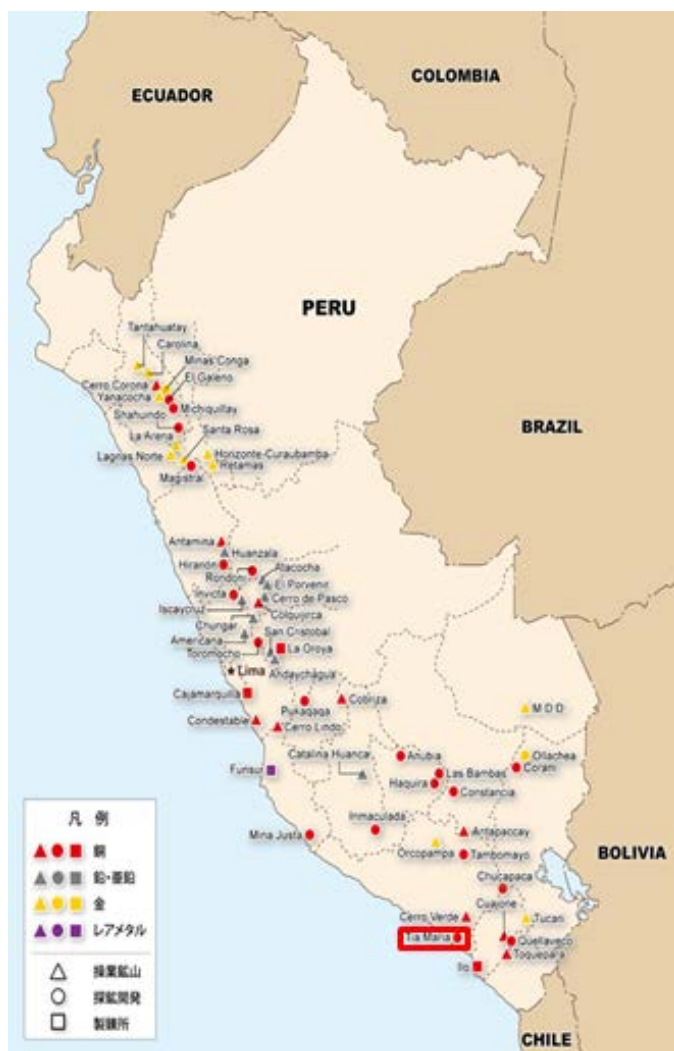 COLOMBIA
ECUADOR
PERU
Tantahuatay
Carolina
Minas Conga
El Galeno
Cerro Corona
Yanacocha
Michiquillay
Shahuindo
La Arena
Santa Rosa
BRAZIL
Lagnas Norte
Horizonte-Curaubamba
Retamas
Magistral
Antamina
Huanzala
Hirarón
Rondoni
Atacocha
El Porvenir
Invicta
Cerro de Pasco
Iscaycruz
Colquijirca
Chungar
San Cristobal
Americana
La Oroya
Toromocho
Andaychagua
Lima
Cajamarquilla
Pukaqaqa
Cobriza
M D D
Condestable
Cerro Lindo
Catalina Huanca
Anubia
Ollachea
Funsur
Las Bambas
Corani
Haquira
Constancia
凡 例
Inmaculada
Antapaccay
Mina Justa
銅
Orcopampa
Tambomayo
BOLIVIA
鉛・亜鉛
Chucapaca
金
Cuajone
Cerro Verde
Tucari
レアメタル
Tia Maria
Quellaveco
Toquepara
操業鉱山
Ilo
探鉱開発
製錬所
CHILE